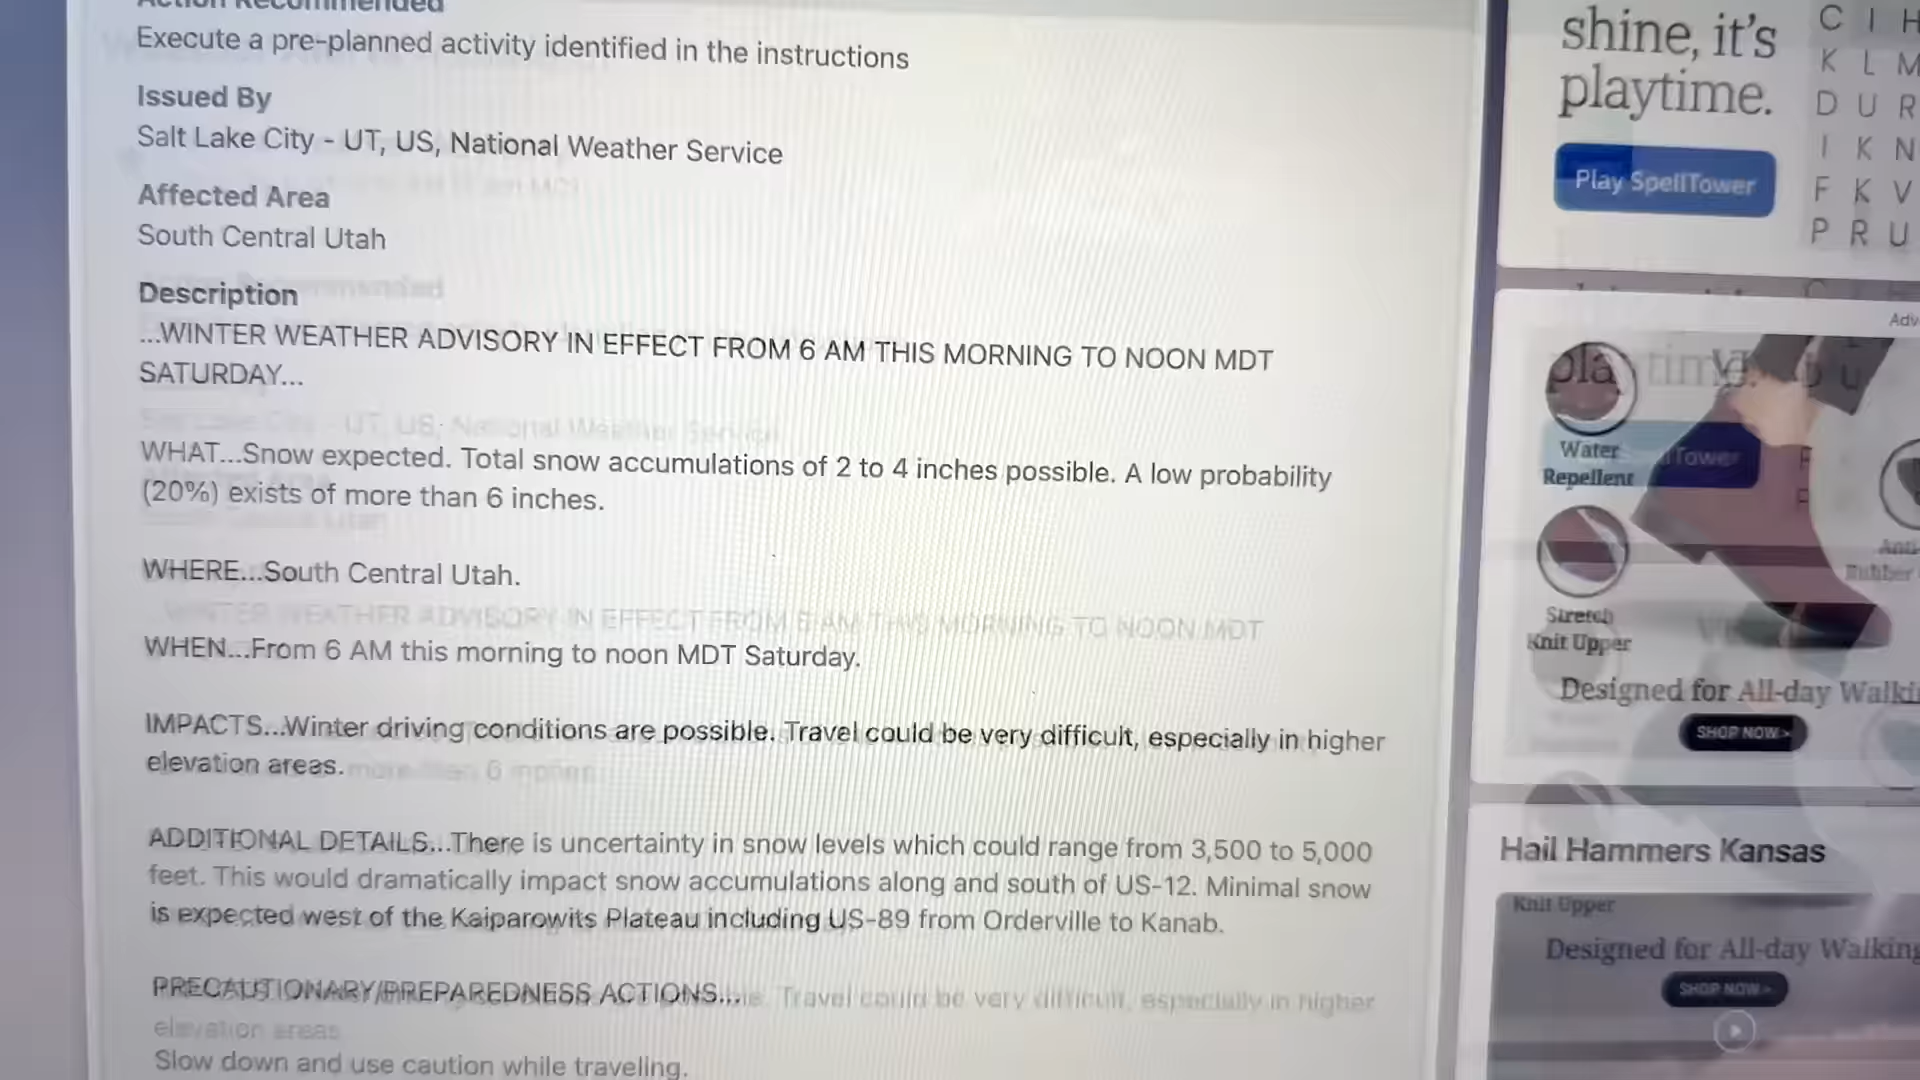 Action Recommended
Execute a pre-planned activity identified in the instructions
Issued By
Salt Lake City - UT, US, National Weather Service
Affected Area
South Central Utah
Description
...WINTER WEATHER ADVISORY IN EFFECT FROM 6 AM THIS MORNING TO NOON MDT
SATURDAY...
WHAT...Snow expected. Total snow accumulations of 2 to 4 inches possible. A low probability
(20%) exists of more than 6 inches.
WHERE...South Central Utah.
WHEN...From 6 AM this morning to noon MDT Saturday.
IMPACTS...Winter driving conditions are possible. Travel could be very difficult, especially in higher
elevation areas.
ADDITIONAL DETAILS...There is uncertainty in snow levels which could range from 3,500 to 5,000
feet. This would dramatically impact snow accumulations along and south of US-12. Minimal snow
is expected west of the Kaiparowits Plateau including US-89 from Orderville to Kanab.
PRECAUTIONARY/PREPAREDNESS ACTIONS...
Slow down and use caution while traveling.
shine, it's
playtime.
Play SpellTower
C I H
K L M
D U R
I K N
F K V
P R U
Water
Repellent
Stretch
Knit Upper
Rubber
Designed for All-day
SHOP NOW >
Hail Hammers Kansas
Knit Upper
Designed for All-day Walking
SHOP NOW >